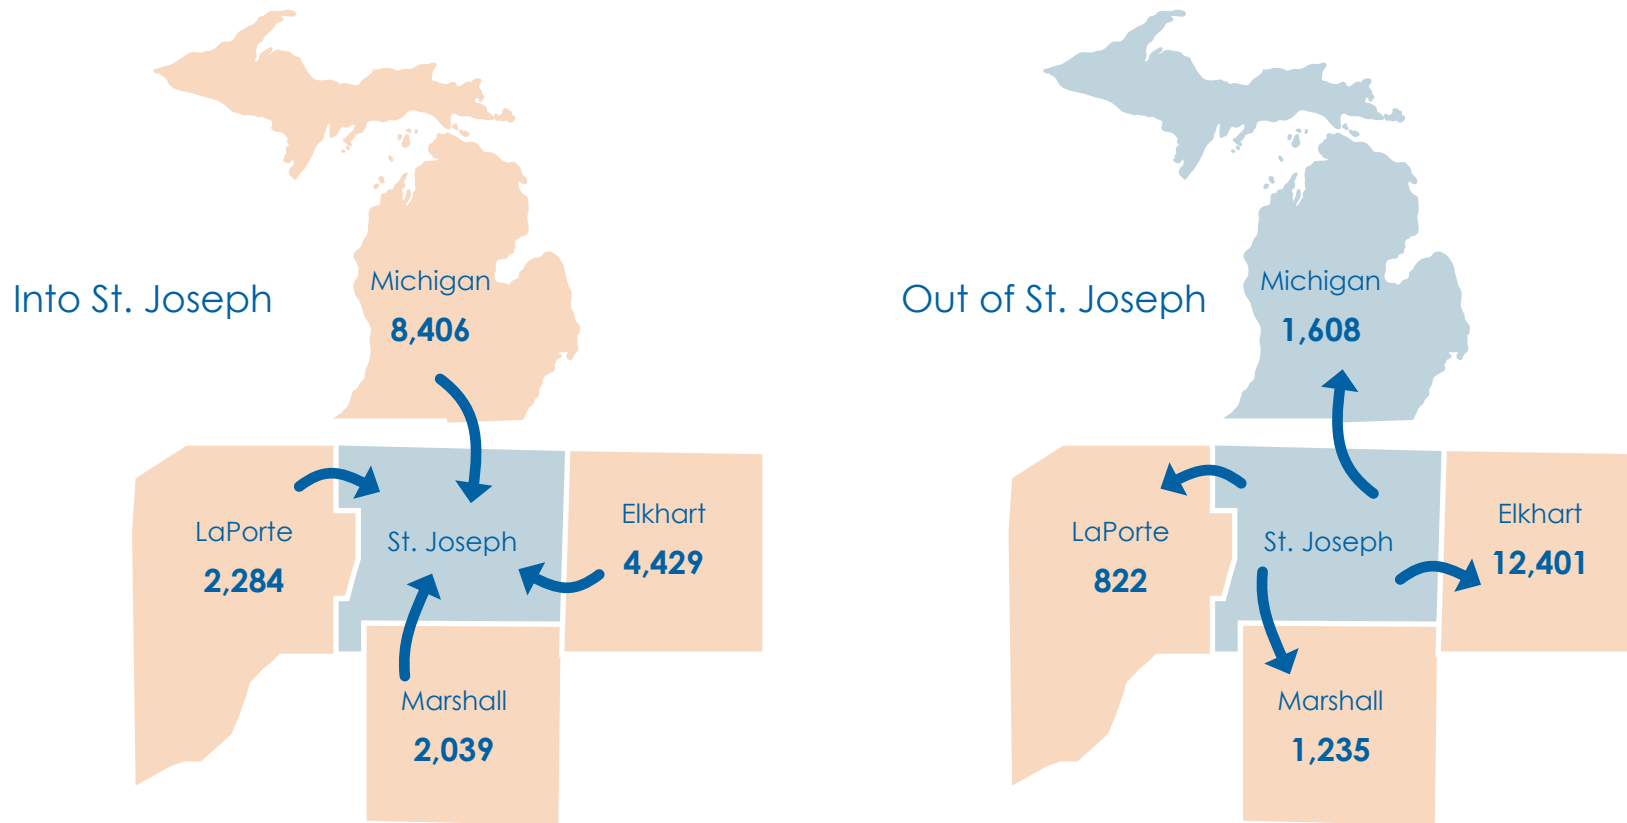 Into St. Joseph
Michigan
8,406
LaPorte
2,284
St. Joseph
Elkhart
4,429
Marshall
2,039
Out of St. Joseph
Michigan
1,608
LaPorte
822
St. Joseph
Elkhart
12,401
Marshall
1,235